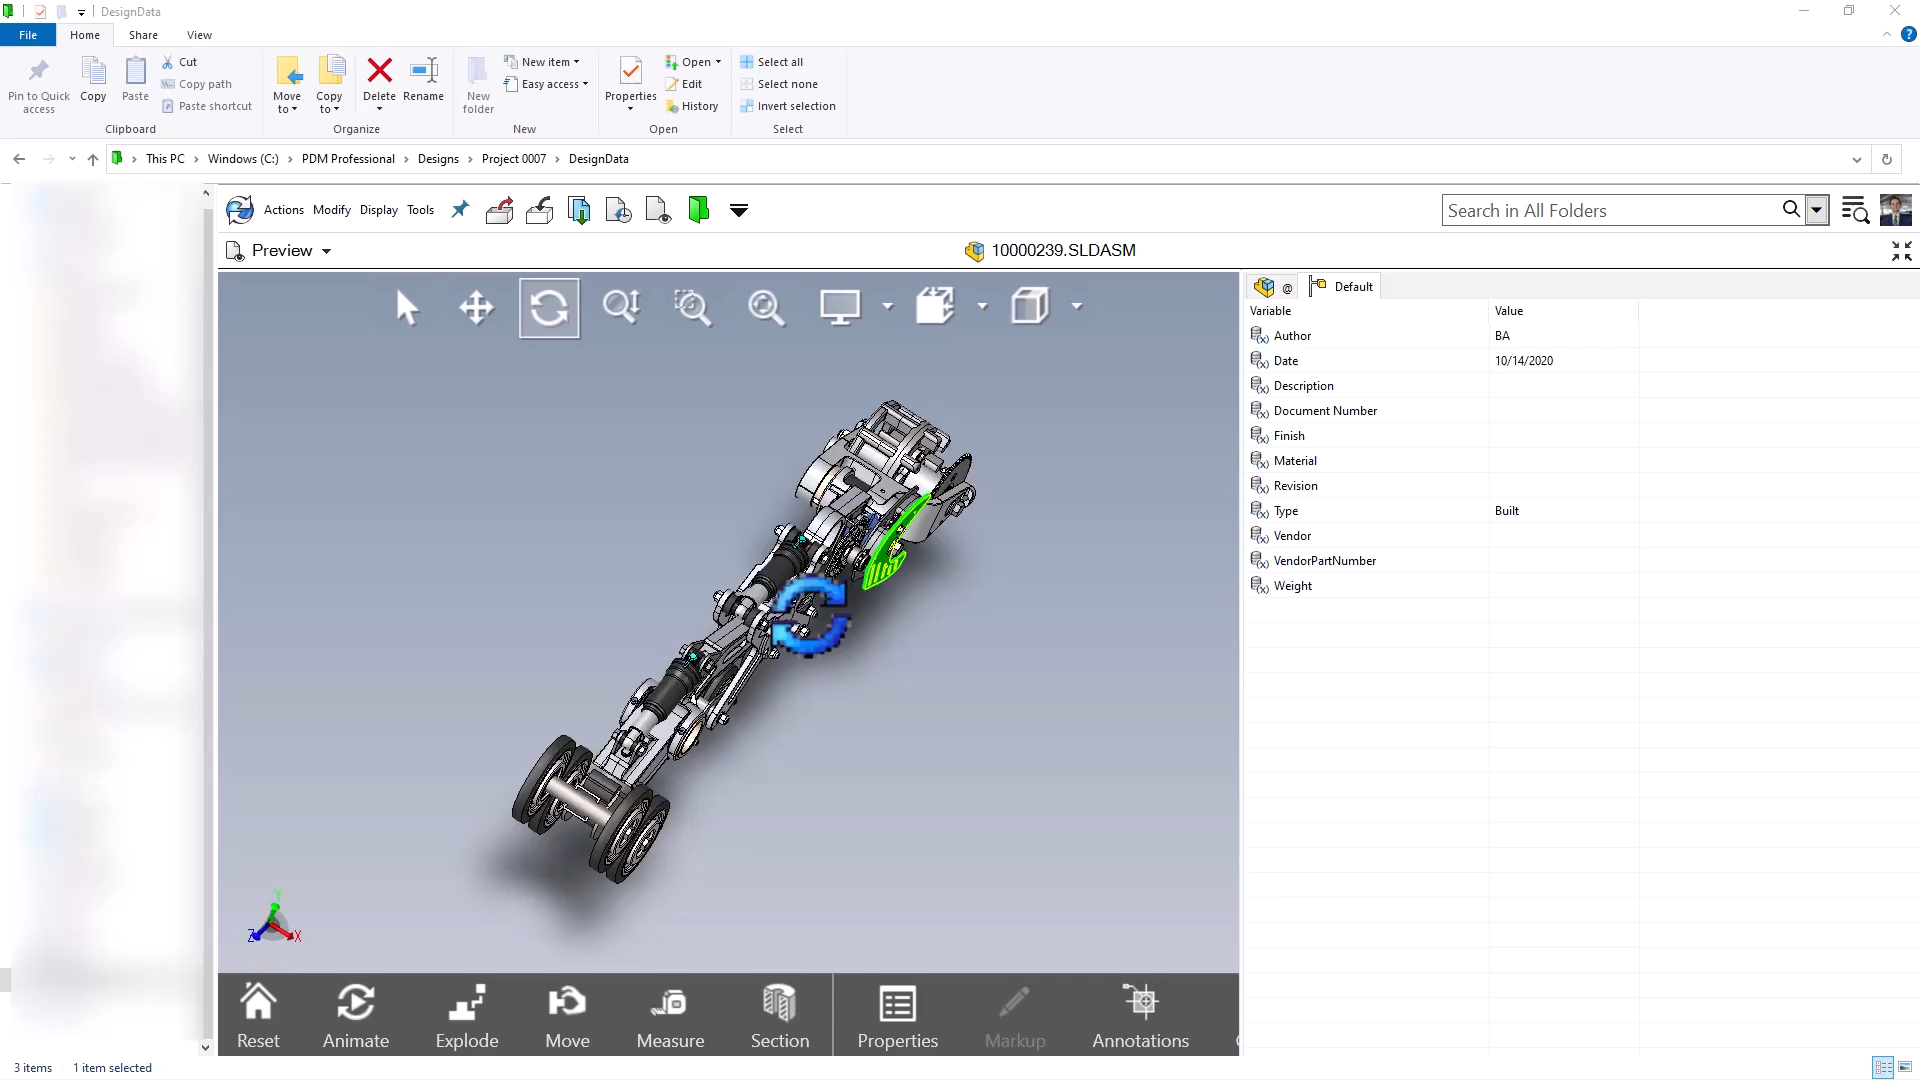 DesignData
File Home Share View
Pin to Quick access
Copy
Paste
Cut
Copy path
Paste shortcut
Clipboard
Move to
Copy to
Delete
Rename
Organize
New folder
New item
Easy access
New
Properties
Open
Edit
History
Open
Select all
Select none
Invert selection
Select
This PC > Windows (C:) > PDM Professional > Designs > Project 0007 > DesignData
Actions Modify Display Tools
Search in All Folders
Preview
10000239.SLDASM
@ Default
Variable Value
Author BA
Date 10/14/2020
Description
Document Number
Finish
Material
Revision
Type Built
Vendor
VendorPartNumber
Weight
Y
Z X
Reset Animate Explode Move Measure Section Properties Markup Annotations
3 items 1 item selected